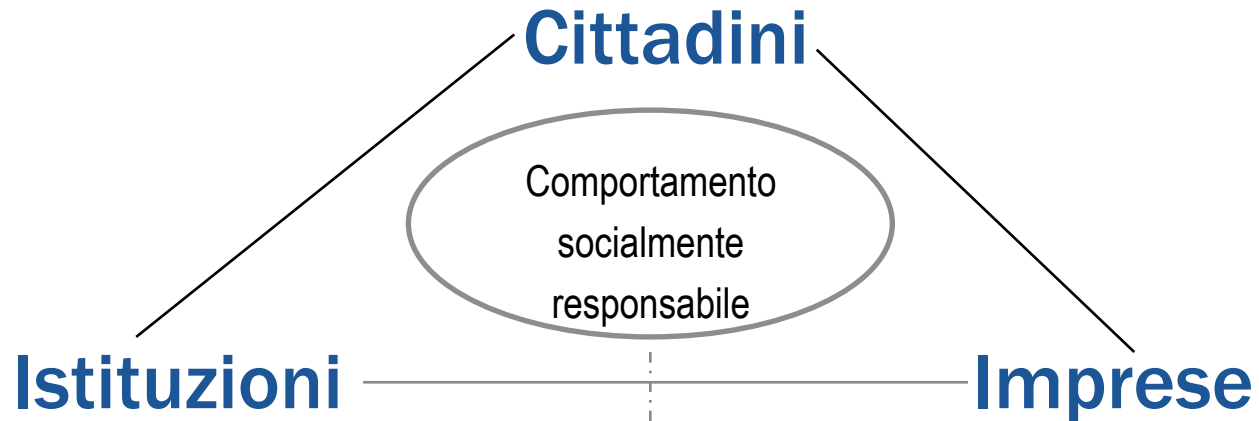 Cittadini
Comportamento
socialmente
responsabile
Istituzioni
Imprese